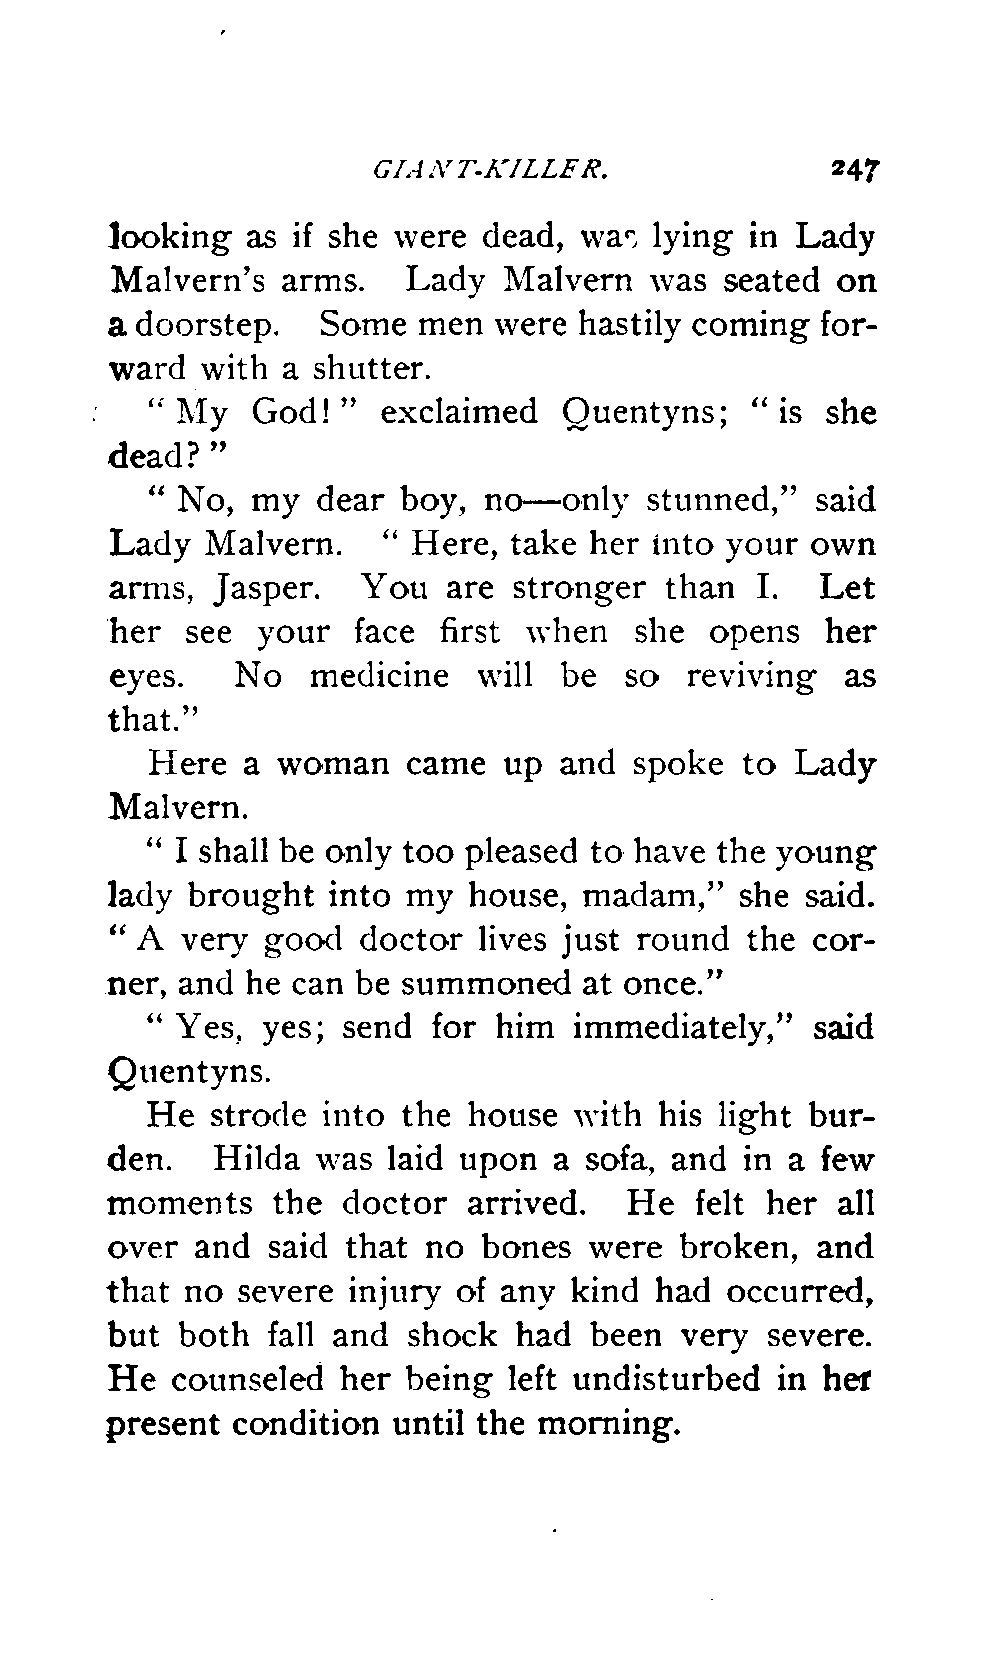 GIANT-KILLER. 247
looking as if she were dead, was lying in Lady
Malvern's arms. Lady Malvern was seated on
a doorstep. Some men were hastily coming for-
ward with a shutter.
" My God! " exclaimed Quentyns; " is she
dead? "
" No, my dear boy, no—only stunned," said
Lady Malvern. " Here, take her into your own
arms, Jasper. You are stronger than I. Let
her see your face first when she opens her
eyes. No medicine will be so reviving as
that."
Here a woman came up and spoke to Lady
Malvern.
" I shall be only too pleased to have the young
lady brought into my house, madam," she said.
" A very good doctor lives just round the cor-
ner, and he can be summoned at once."
" Yes, yes; send for him immediately," said
Quentyns.
He strode into the house with his light bur-
den. Hilda was laid upon a sofa, and in a few
moments the doctor arrived. He felt her all
over and said that no bones were broken, and
that no severe injury of any kind had occurred,
but both fall and shock had been very severe.
He counseled her being left undisturbed in her
present condition until the morning.